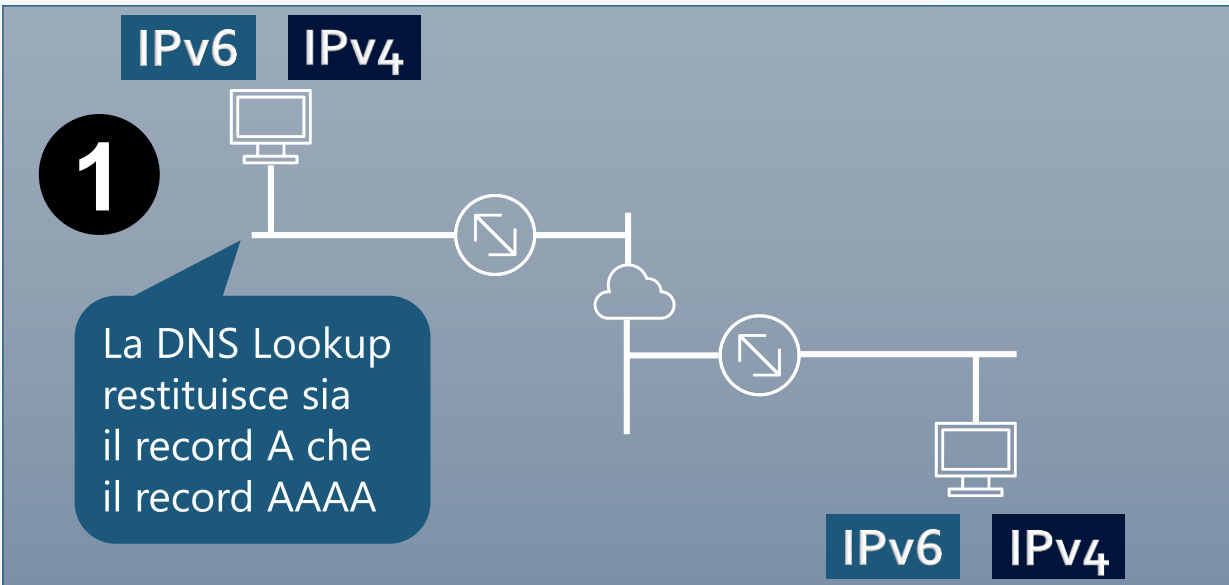 IPv6 IPv4
1
La DNS Lookup
restituisce sia
il record A che
il record AAAA
IPv6 IPv4